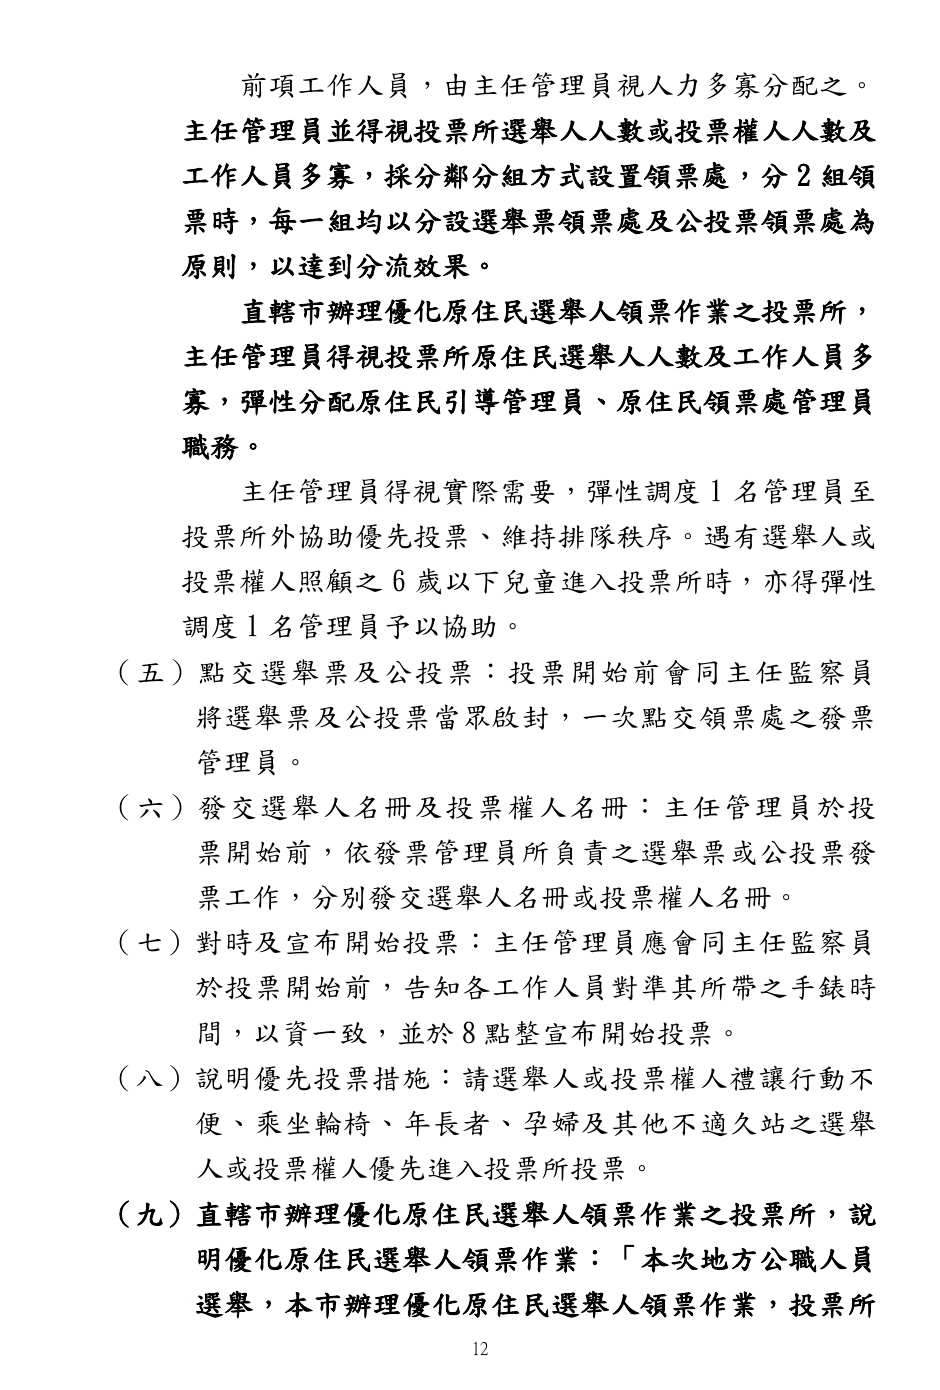 前項工作人員，由主任管理員視人力多寡分配之。
主任管理員並得視投票所選舉人人數或投票權人人數及
工作人員多寡，採分鄰分組方式設置領票處，分 2 組領
票時，每一組均以分設選舉票領票處及公投票領票處為
原則，以達到分流效果。
直轄市辦理優化原住民選舉人領票作業之投票所，
主任管理員得視投票所原住民選舉人人數及工作人員多
寡，彈性分配原住民引導管理員、原住民領票處管理員
職務。
主任管理員得視實際需要，彈性調度 1 名管理員至
投票所外協助優先投票、維持排隊秩序。遇有選舉人或
投票權人照顧之 6 歲以下兒童進入投票所時，亦得彈性
調度 1 名管理員予以協助。
（五）點交選舉票及公投票：投票開始前會同主任監察員
將選舉票及公投票當眾啟封，一次點交領票處之發票
管理員。
（六）發交選舉人名冊及投票權人名冊：主任管理員於投
票開始前，依發票管理員所負責之選舉票或公投票發
票工作，分別發交選舉人名冊或投票權人名冊。
（七）對時及宣布開始投票：主任管理員應會同主任監察員
於投票開始前，告知各工作人員對準其所帶之手錶時
間，以資一致，並於 8 點整宣布開始投票。
（八）說明優先投票措施：請選舉人或投票權人禮讓行動不
便、乘坐輪椅、年長者、孕婦及其他不適久站之選舉
人或投票權人優先進入投票所投票。
（九）直轄市辦理優化原住民選舉人領票作業之投票所，說
明優化原住民選舉人領票作業：「本次地方公職人員
選舉，本市辦理優化原住民選舉人領票作業，投票所
12